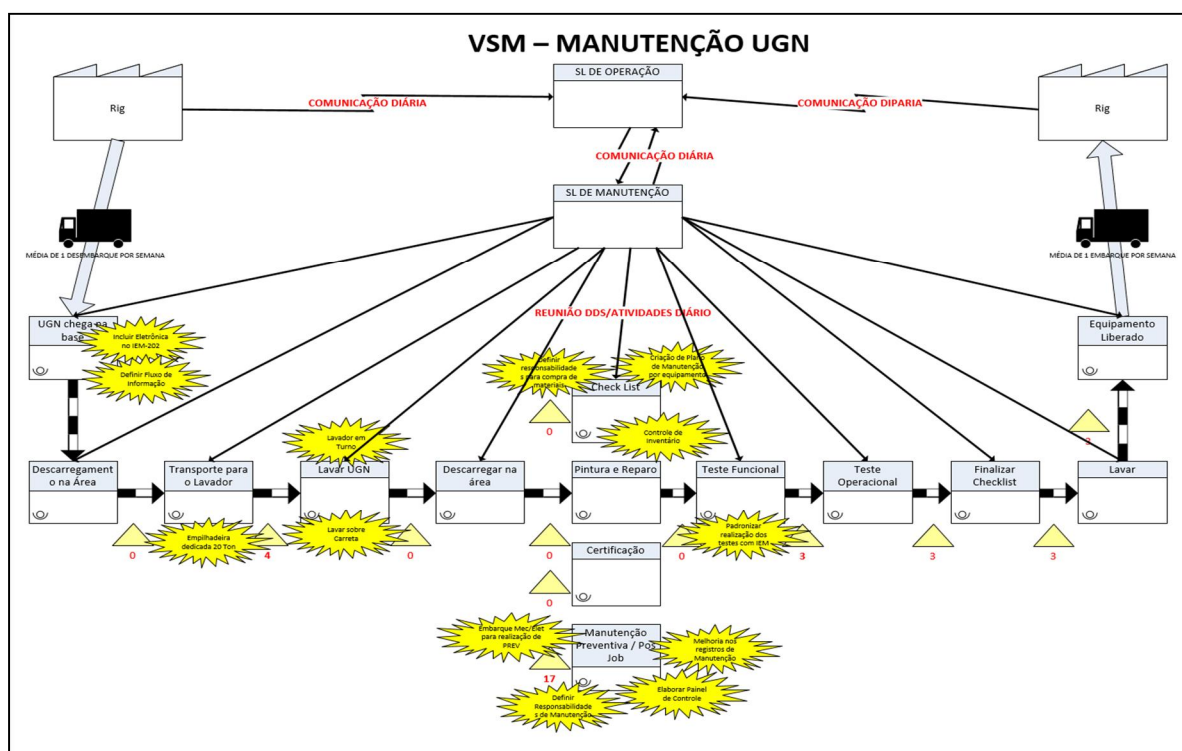 VSM – MANUTENÇÃO UGN
SL DE OPERAÇÃO
Rig
COMUNICAÇÃO DIÁRIA
COMUNICAÇÃO DIPARIA
Rig
COMUNICAÇÃO DIÁRIA
SL DE MANUTENÇÃO
MÉDIA DE 1 DESEMBARQUE POR SEMANA
MÉDIA DE 1 EMBARQUE POR SEMANA
REUNIÃO DDS/ATIVIDADES DIÁRIO
UGN chega na
base
Incluir Eletrônica
no IEM-202
Definir Fluxo de
Informação
Definir
responsabilidade
s para compra de
materiais
Criação de Plano
de Manutenção
por equipamento
Equipamento
Liberado
Check List
0
Controle de
Inventário
3
Lavador em
Turno
Descarregament
o na Área
Transporte para
o Lavador
Lavar UGN
Descarregar na
área
Pintura e Reparo
Teste Funcional
Teste
Operacional
Finalizar
Checklist
Lavar
0
Empilhadeira
dedicada 20 Ton
4
Lavar sobre
Carreta
0
0
0
Padronizar
realização dos
testes com IEM
3
3
3
Certificação
0
Embarque Mec/Elet
para realização de
PREV
Manutenção
Preventiva / Pos
Job
Melhoria nos
registros de
Manutenção
17
Definir
Responsabilidade
s de Manutenção
Elaborar Painel
de Controle